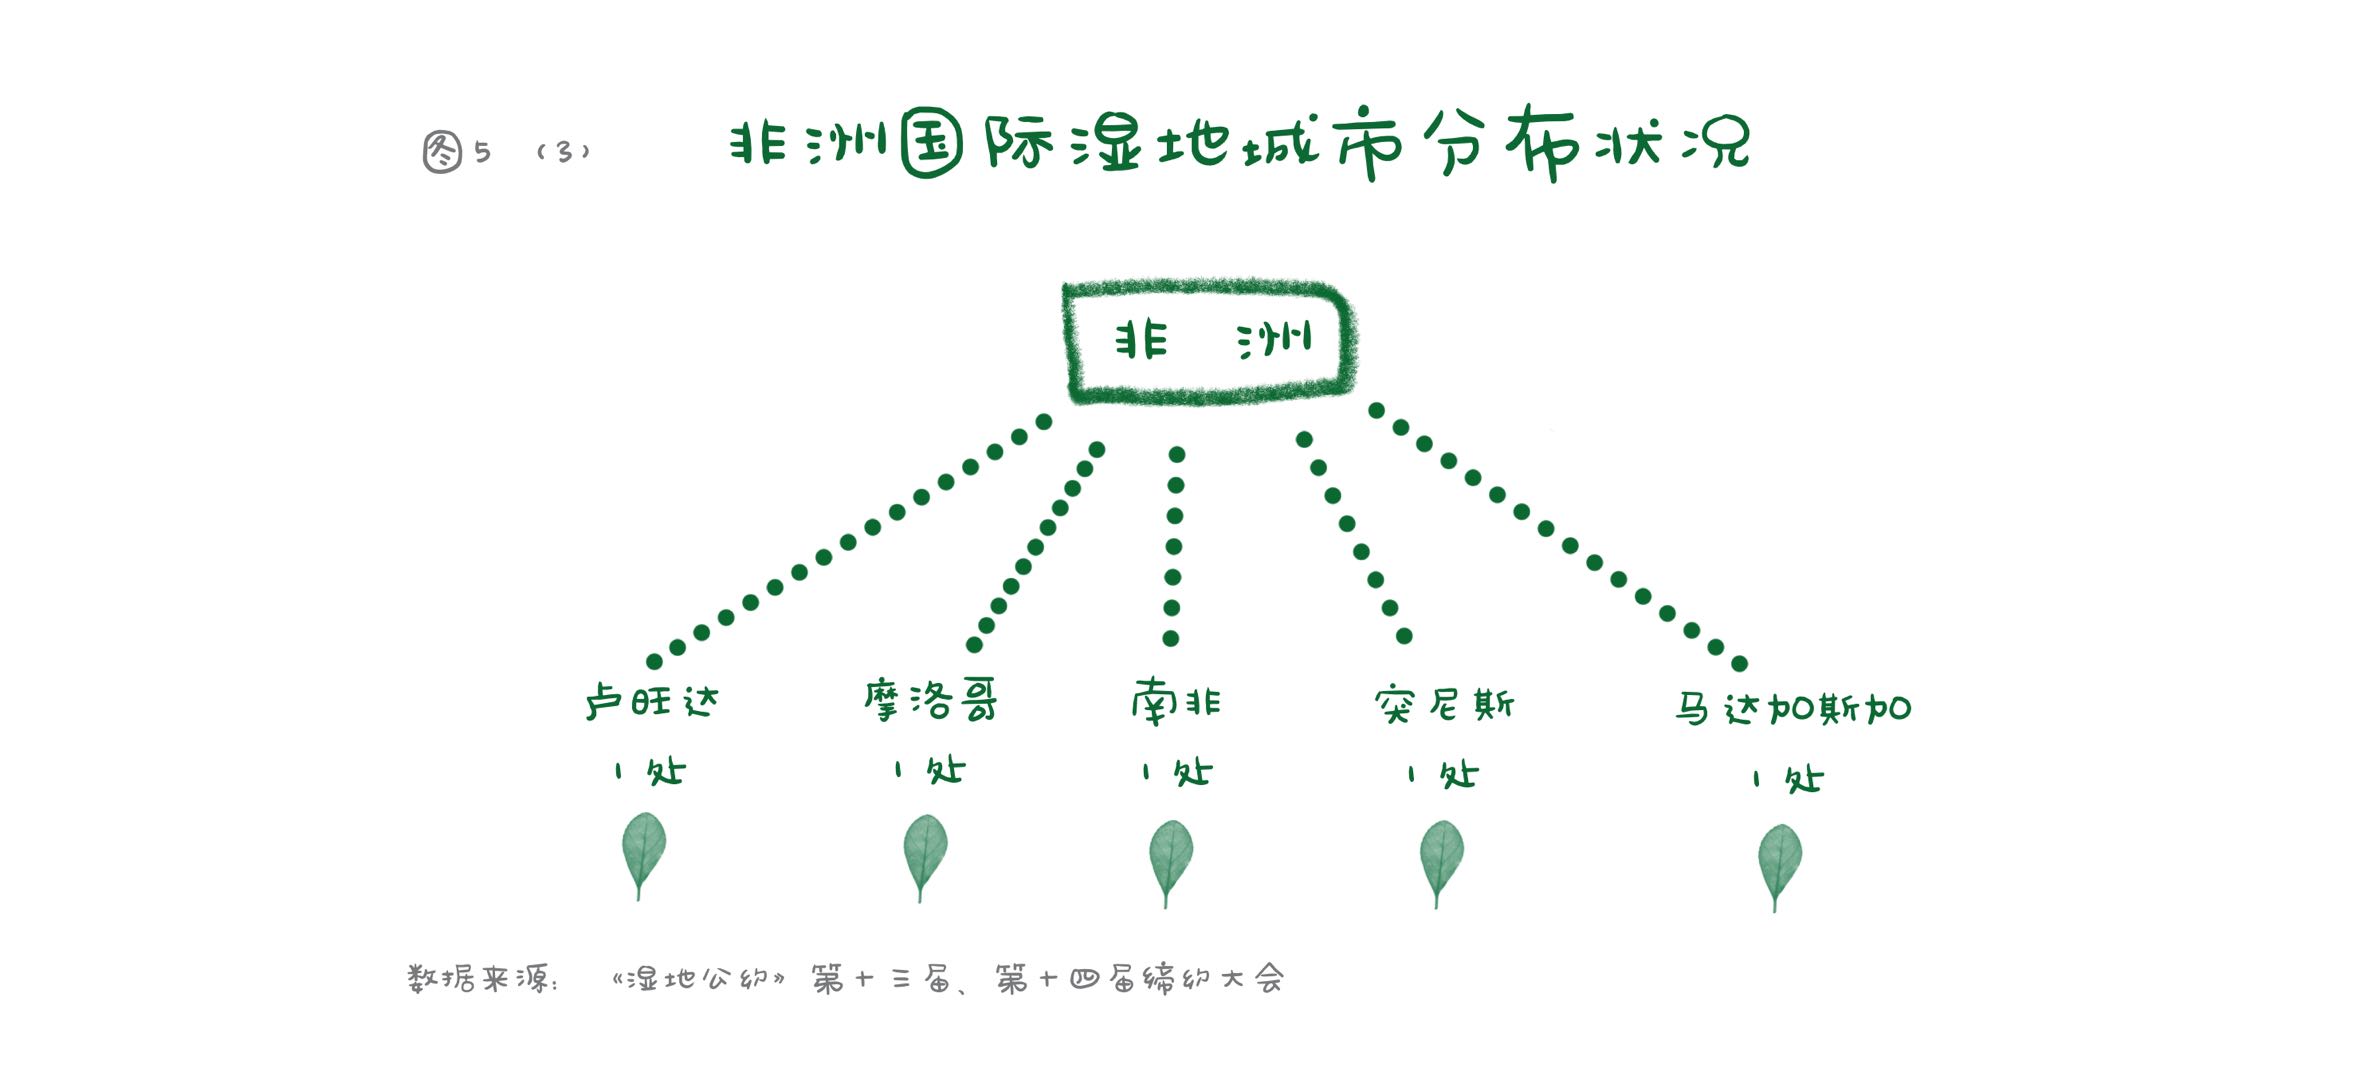 图5 （3） 非洲国际湿地城市分布状况
非 洲
卢旺达 摩洛哥 南非 突尼斯 马达加斯加
1处 1处 1处 1处 1处
数据来源： 《湿地公约》第十三届、第十四届缔约大会